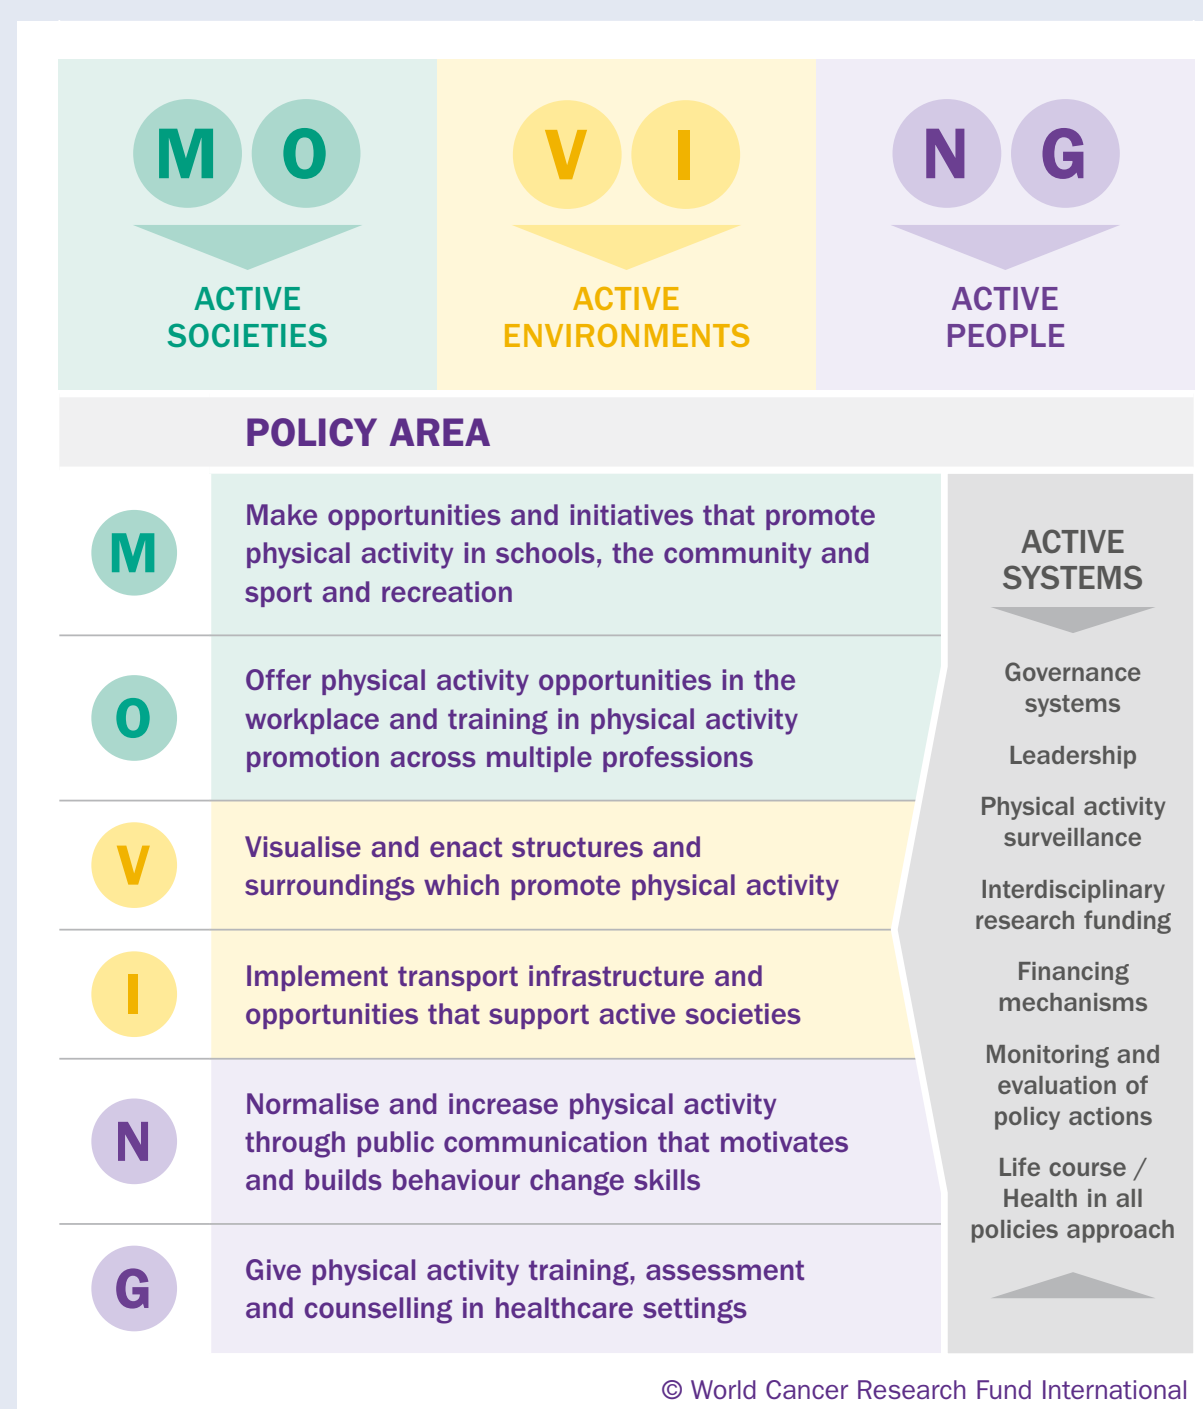 M O V I N G
ACTIVE
SOCIETIES
ACTIVE
ENVIRONMENTS
ACTIVE
PEOPLE
POLICY AREA
M
Make opportunities and initiatives that promote
physical activity in schools, the community and
sport and recreation
O
Offer physical activity opportunities in the
workplace and training in physical activity
promotion across multiple professions
V
Visualise and enact structures and
surroundings which promote physical activity
I
Implement transport infrastructure and
opportunities that support active societies
N
Normalise and increase physical activity
through public communication that motivates
and builds behaviour change skills
G
Give physical activity training, assessment
and counselling in healthcare settings
ACTIVE
SYSTEMS
Governance
systems
Leadership
Physical activity
surveillance
Interdisciplinary
research funding
Financing
mechanisms
Monitoring and
evaluation of
policy actions
Life course /
Health in all
policies approach
© World Cancer Research Fund International